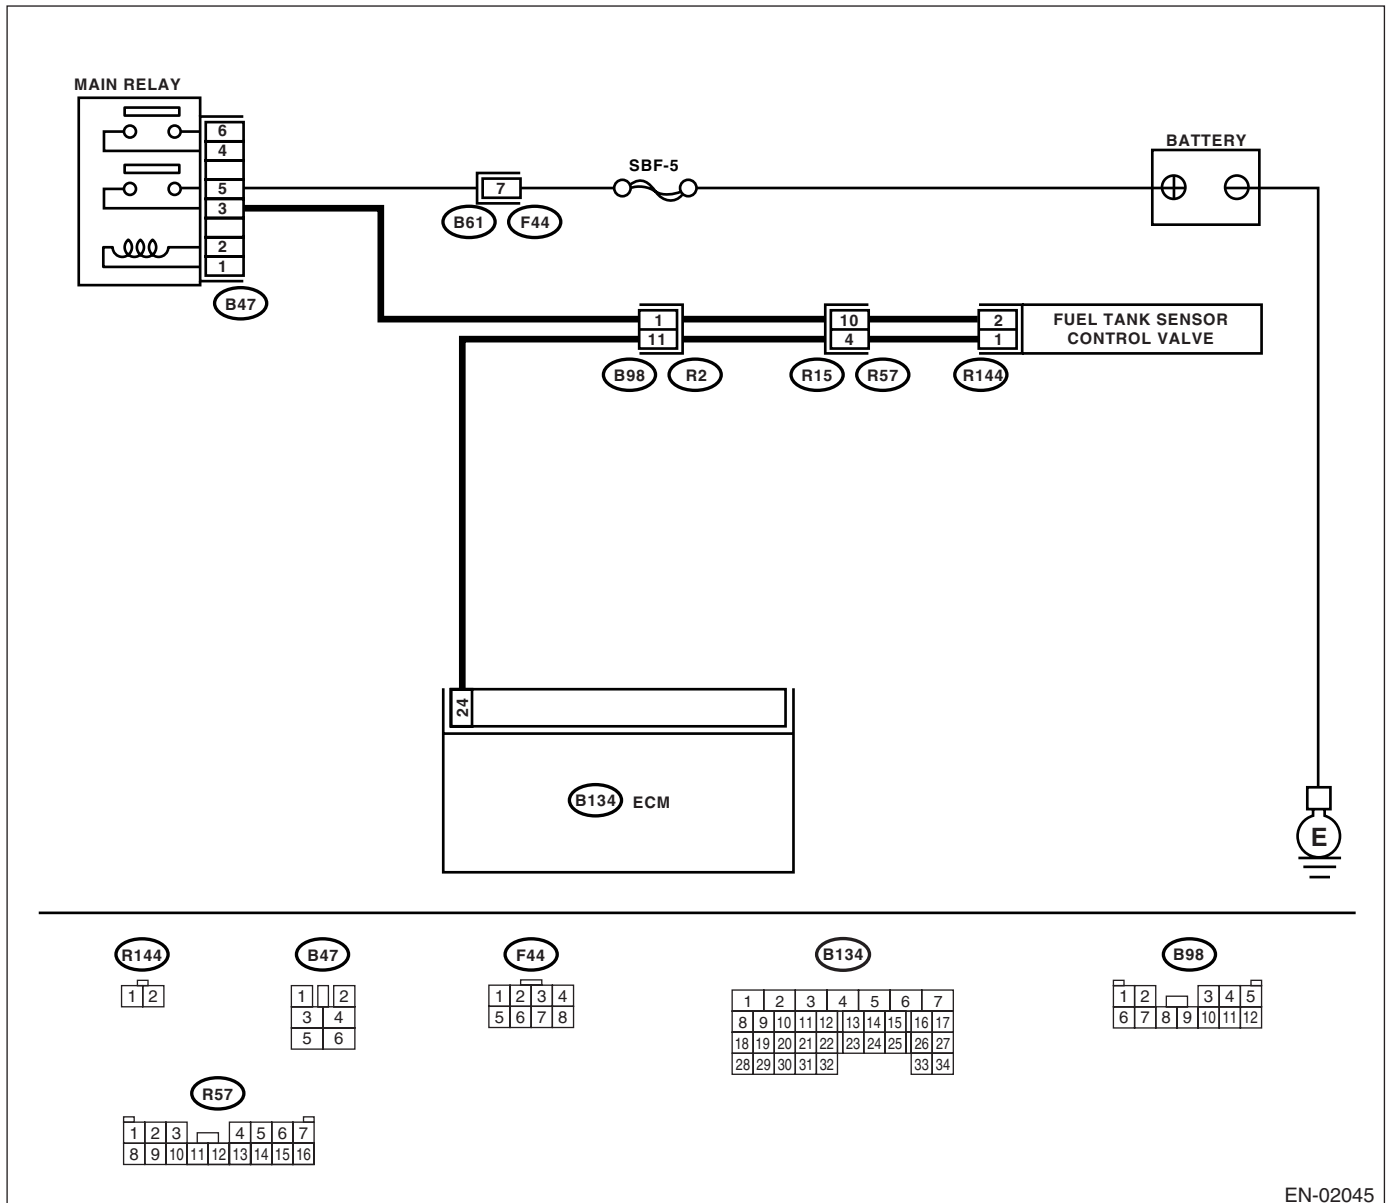 MAIN RELAY
6
4
5
3
2
1
B47
7
B61 F44
SBF-5
BATTERY
1
11
B98 R2
10
4
R15 R57
2
1
R144
FUEL TANK SENSOR
CONTROL VALVE
24
B134 ECM
E
R144
1 2
B47
1 2
3 4
5 6
F44
1 2 3 4
5 6 7 8
B134
1 2 3 4 5 6 7
8 9 10 11 12 13 14 15 16 17
18 19 20 21 22 23 24 25 26 27
28 29 30 31 32 33 34
B98
1 2 3 4 5
6 7 8 9 10 11 12
R57
1 2 3 4 5 6 7
8 9 10 11 12 13 14 15 16
EN-02045